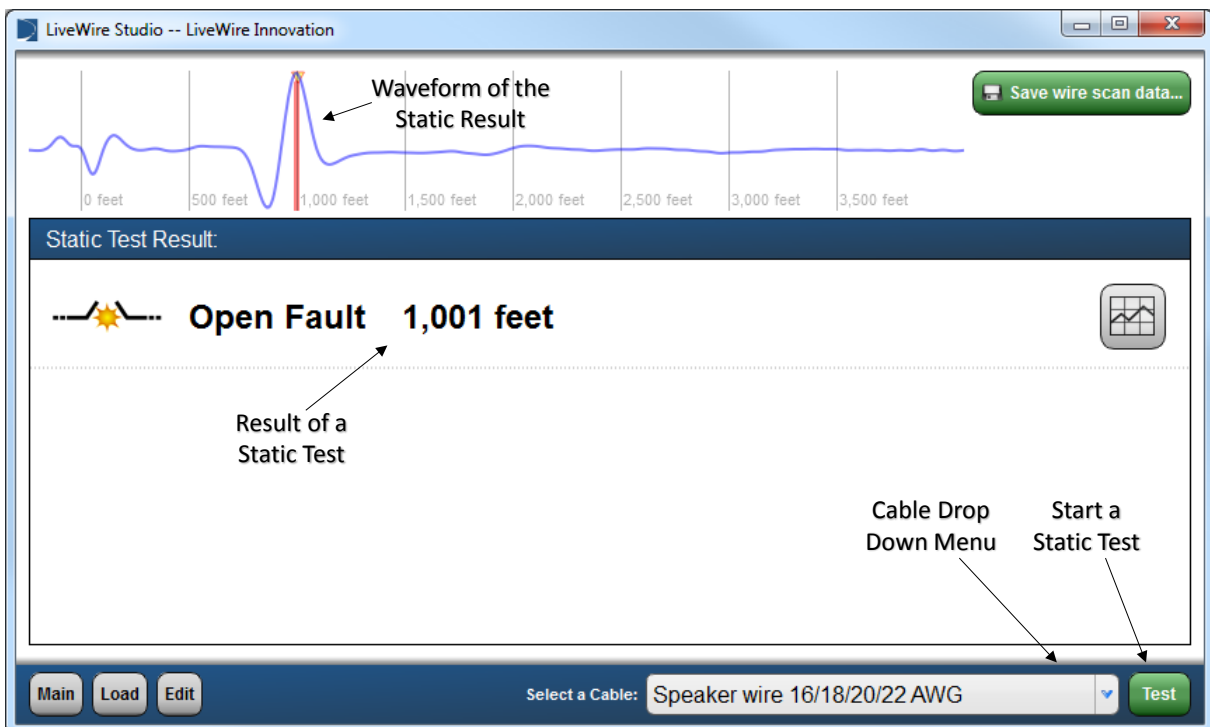 LiveWire Studio -- LiveWire Innovation
Waveform of the
Static Result
Save wire scan data...
0 feet
500 feet
1,000 feet
1,500 feet
2,000 feet
2,500 feet
3,000 feet
3,500 feet
Static Test Result:
Open Fault 1,001 feet
Result of a
Static Test
Cable Drop
Down Menu
Start a
Static Test
Main
Load
Edit
Select a Cable:
Speaker wire 16/18/20/22 AWG
Test